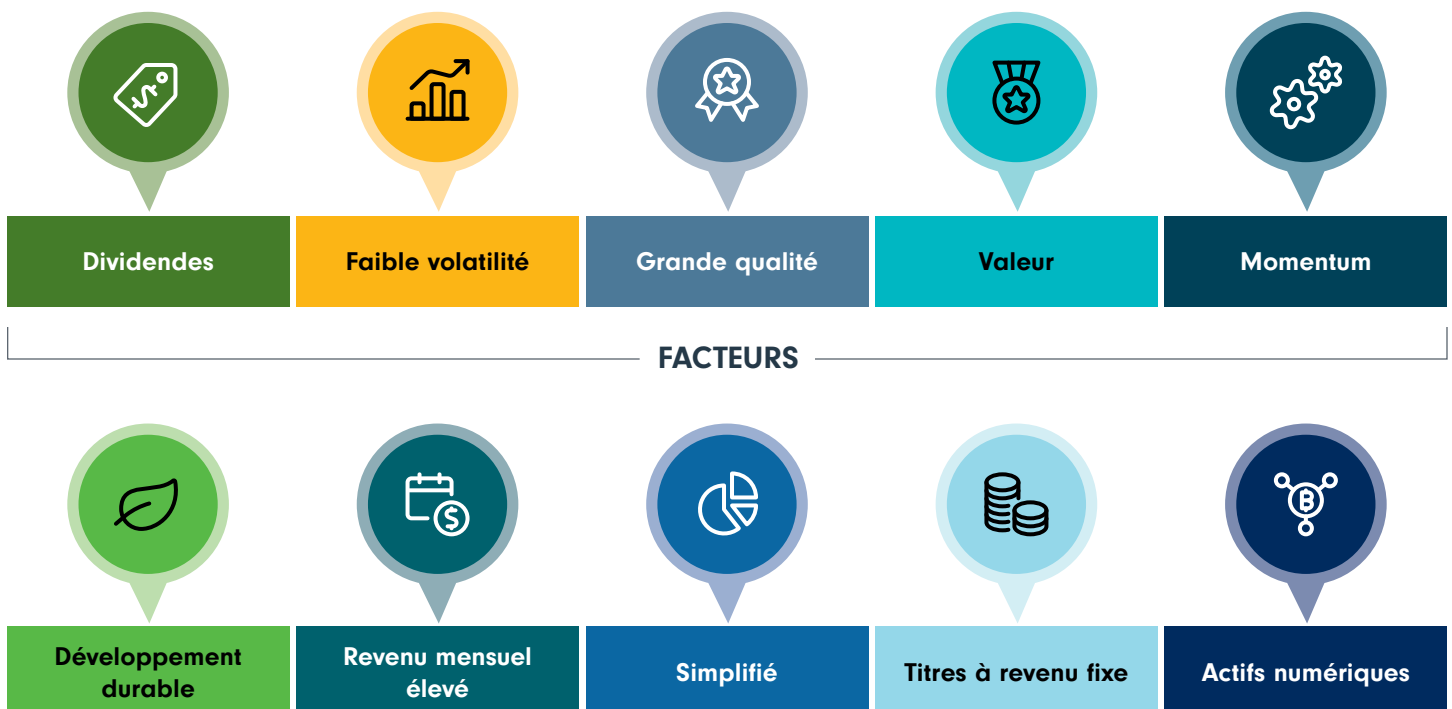 Dividendes
Faible volatilité
Grande qualité
Valeur
Momentum
FACTEURS
Développement
durable
Revenu mensuel
élevé
Simplifié
Titres à revenu fixe
Actifs numériques